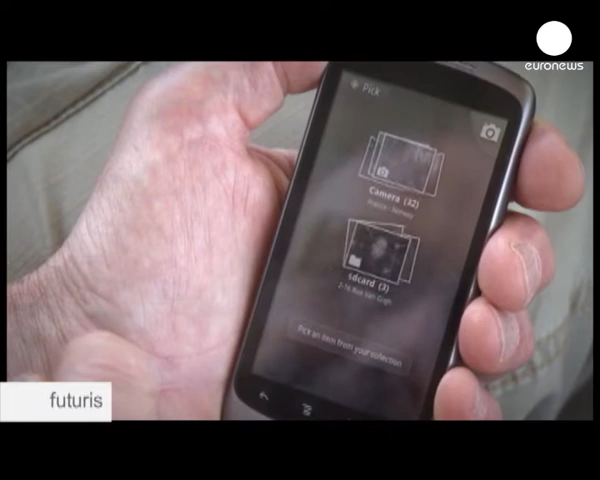 euronews
Pick
Camera (32)
sdcard (3)
Pick an item from your collection
futuris